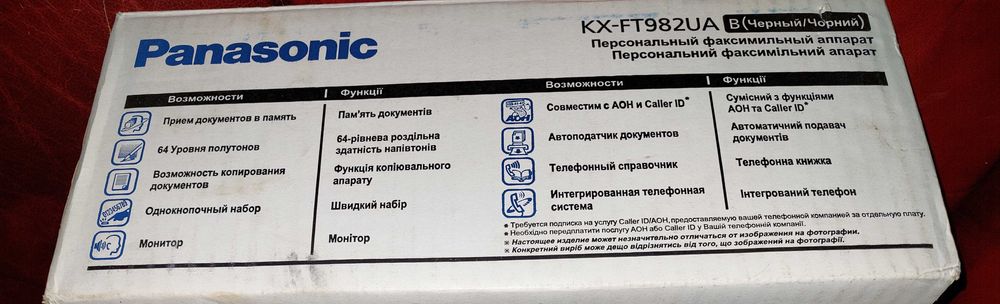 Panasonic
KX-FT982UA B(Черный/Чорний)
Персональный факсимильный аппарат
Персональний факсимільний апарат
Возможности
Функції
Прием документов в память
Пам'ять документів
64 Уровня полутонов
64-рівнева роздільна
здатність напівтонів
Возможность копирования
документов
Функція копіювального
апарату
0123456789
Однокнопочный набор
Швидкий набір
Монитор
Монітор
Возможности
Функції
АОН
Совместим с АОН и Caller ID*
Сумісний з функціями
АОН та Caller ID*
Автоподатчик документов
Автоматичний подавач
документів
Телефонный справочник
Телефонна книжка
Интегрированная телефонная
система
Інтегрований телефон
* Требуется подписка на услугу Caller ID/АОН, предоставляемую вашей телефонной компанией за отдельную плату.
* Необхідно передплатити послугу АОН або Caller ID у Вашій телефонній компанії.
※ Настоящее изделие может незначительно отличаться от изображения на фотографии.
※ Конкретний виріб може дещо відрізнятись від того, що зображений на фотографії.